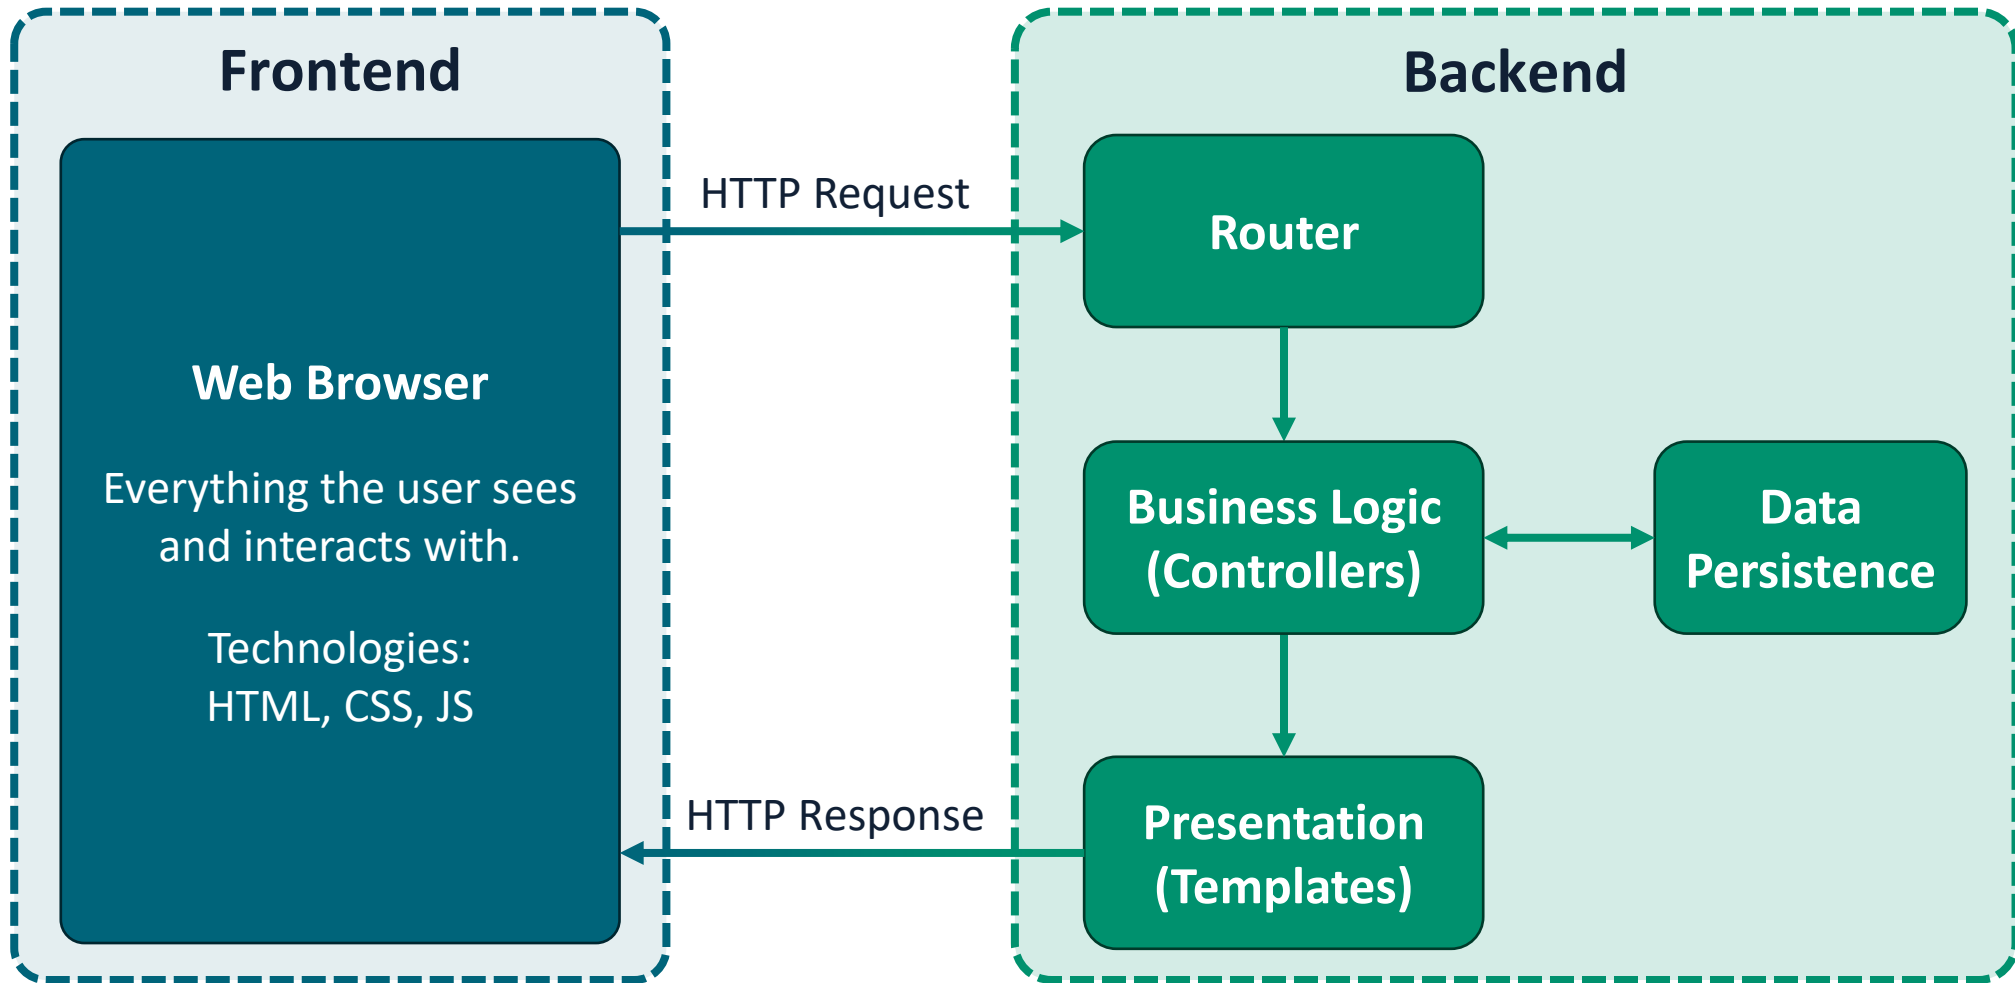 Frontend
Web Browser
Everything the user sees
and interacts with.
Technologies:
HTML, CSS, JS
HTTP Request
HTTP Response
Backend
Router
Business Logic
(Controllers)
Data
Persistence
Presentation
(Templates)